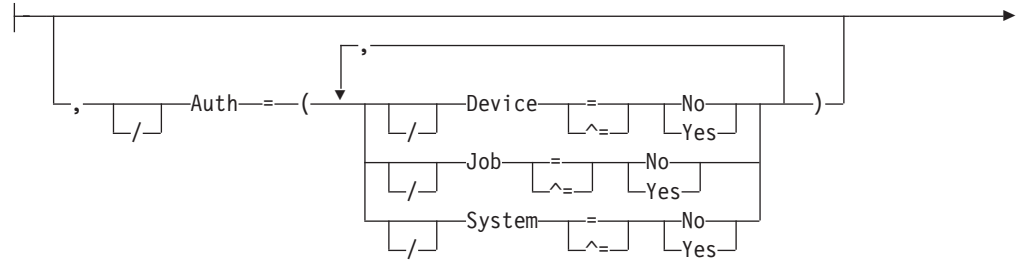 ,
, / Auth = ( / Device = ^= No Yes )
/ Job = ^= No Yes
/ System = ^= No Yes